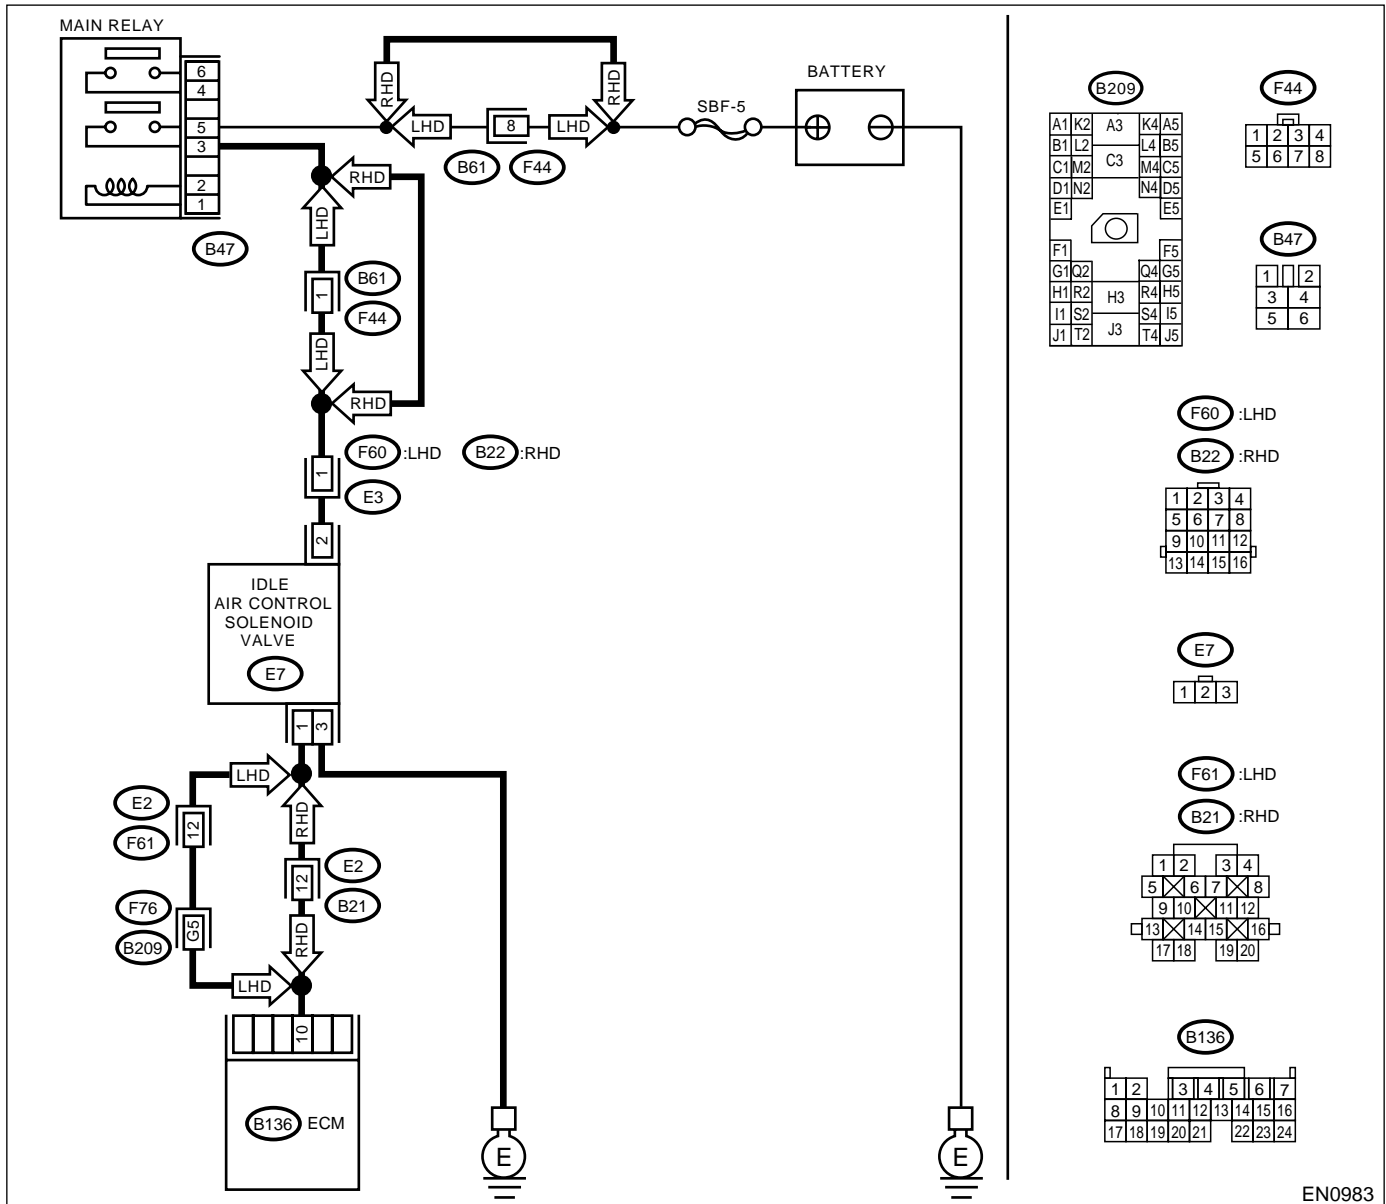 MAIN RELAY
6
4
5
3
2
1
B47
RHD
RHD
LHD
8
LHD
B61
F44
SBF-5
BATTERY
RHD
LHD
1
B61
F44
LHD
RHD
1
F60 :LHD
B22 :RHD
E3
2
IDLE
AIR CONTROL
SOLENOID
VALVE
E7
1 3
LHD
RHD
E2
F61
12
12
E2
B21
F76
B209
G5
RHD
LHD
10
B136 ECM
E
E
B209
A1 K2 A3 K4 A5
B1 L2 L4 B5
C1 M2 C3 M4 C5
D1 N2 N4 D5
E1 E5
F1 F5
G1 Q2 Q4 G5
H1 R2 H3 R4 H5
I1 S2 S4 I5
J1 T2 J3 T4 J5
F44
1 2 3 4
5 6 7 8
B47
1 2
3 4
5 6
F60 :LHD
B22 :RHD
1 2 3 4
5 6 7 8
9 10 11 12
13 14 15 16
E7
1 2 3
F61 :LHD
B21 :RHD
1 2 3 4
5 6 7 8
9 10 11 12
13 14 15 16
17 18 19 20
B136
1 2 3 4 5 6 7
8 9 10 11 12 13 14 15 16
17 18 19 20 21 22 23 24
EN0983